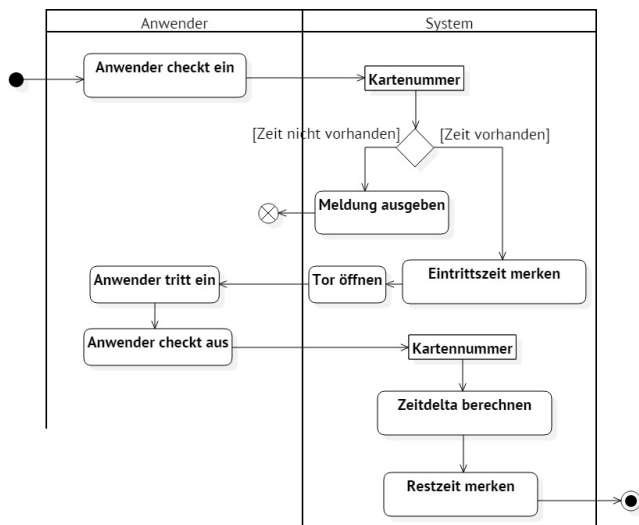 Anwender
System
Anwender checkt ein
Kartenummer
[Zeit nicht vorhanden]
[Zeit vorhanden]
Meldung ausgeben
Eintrittszeit merken
Tor öffnen
Anwender tritt ein
Anwender checkt aus
Kartennummer
Zeitdelta berechnen
Restzeit merken